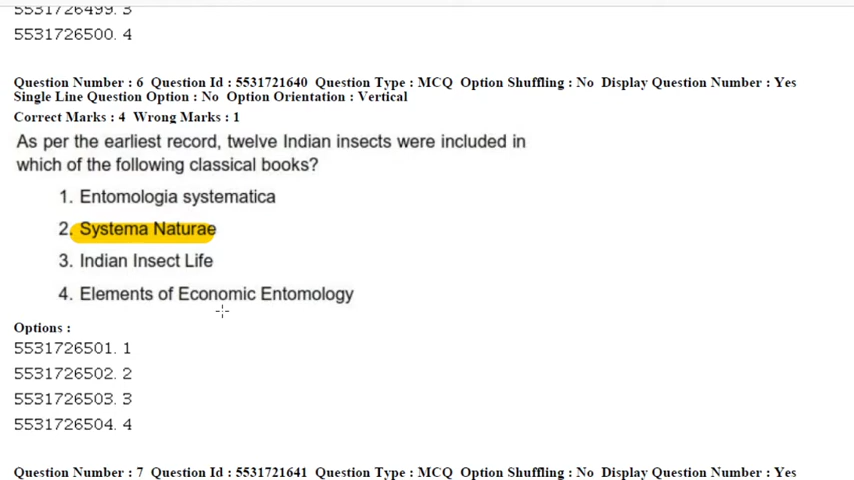 5531726499. 3
5531726500. 4
Question Number : 6 Question Id : 5531721640 Question Type : MCQ Option Shuffling : No Display Question Number : Yes
Single Line Question Option : No Option Orientation : Vertical
Correct Marks : 4 Wrong Marks : 1
As per the earliest record, twelve Indian insects were included in
which of the following classical books?
1. Entomologia systematica
2. Systema Naturae
3. Indian Insect Life
4. Elements of Economic Entomology
Options :
5531726501. 1
5531726502. 2
5531726503. 3
5531726504. 4
Question Number : 7 Question Id : 5531721641 Question Type : MCQ Option Shuffling : No Display Question Number : Yes